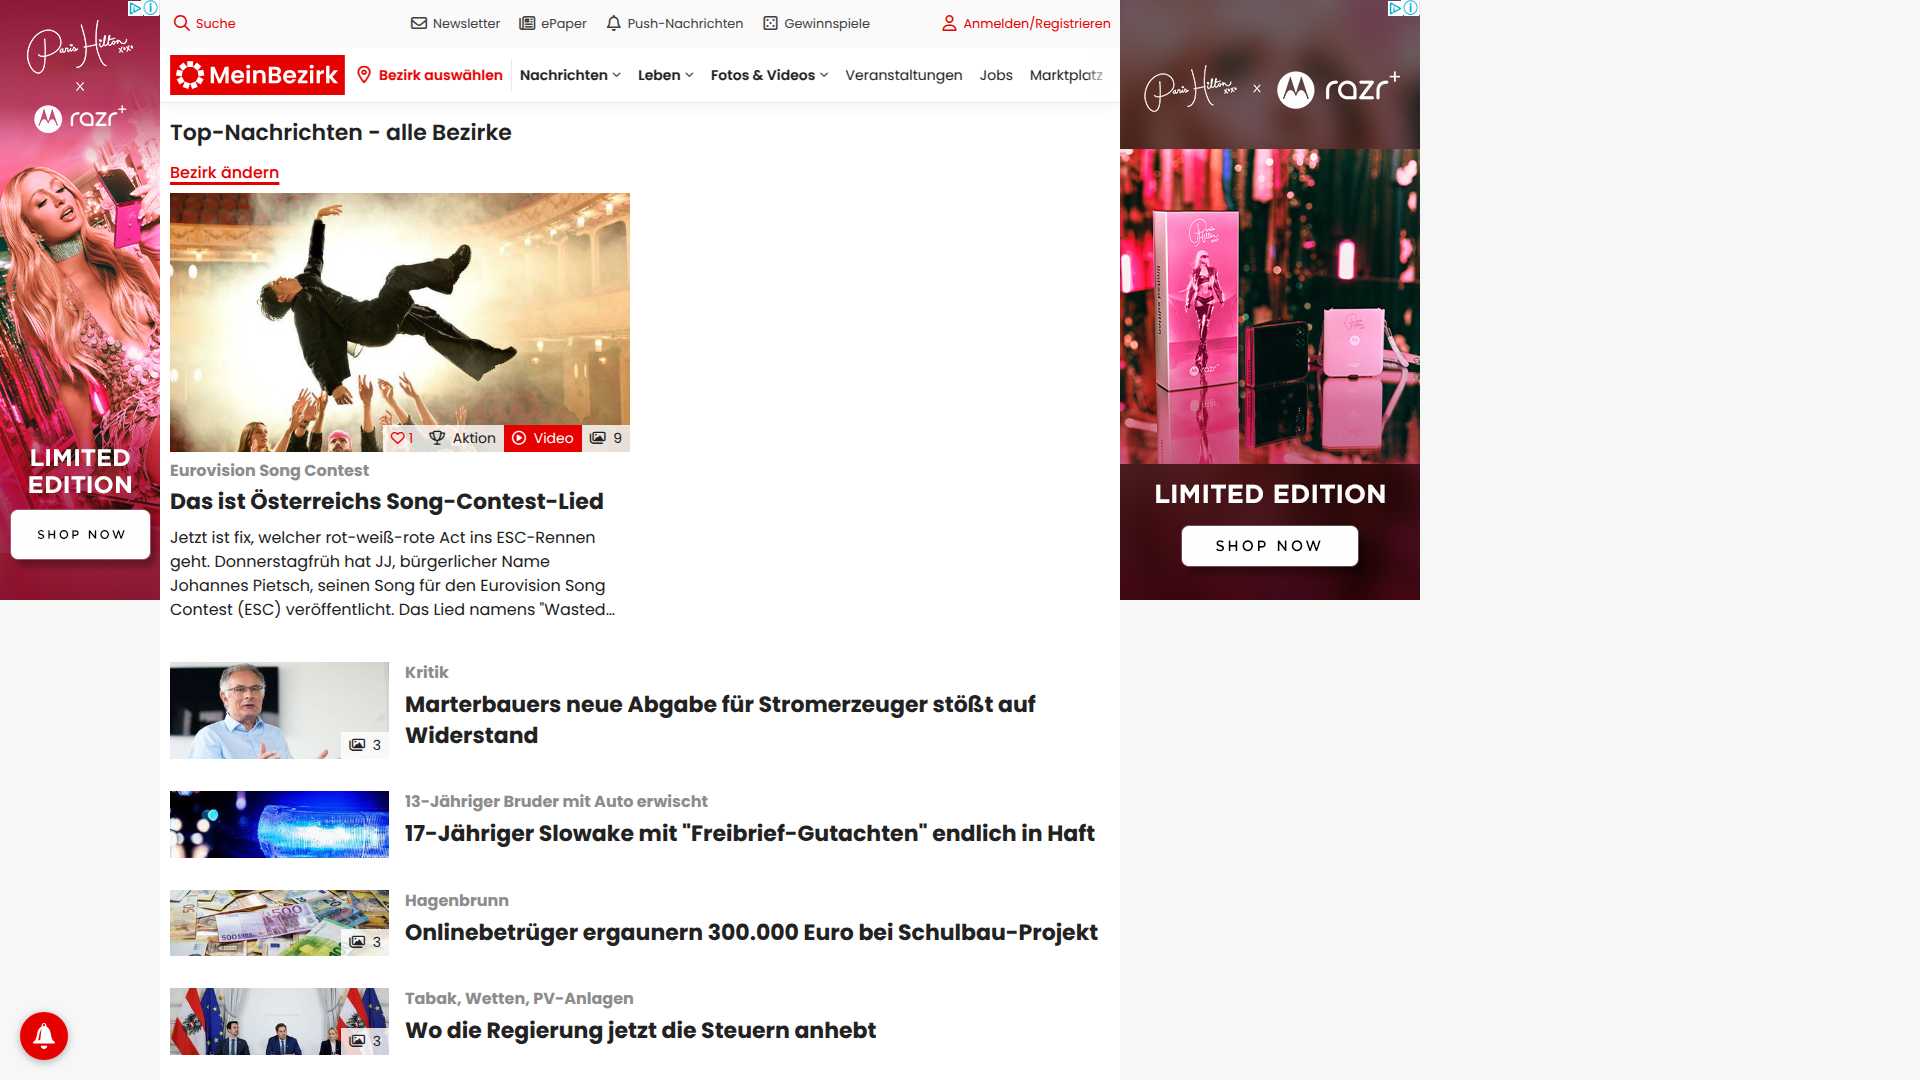 Suche
Newsletter
ePaper
Push-Nachrichten
Gewinnspiele
Anmelden/Registrieren
MeinBezirk
Bezirk auswählen
Nachrichten
Leben
Fotos & Videos
Veranstaltungen
Jobs
Marktplatz
Paris Hilton
xoxo
X
razr+
LIMITED
EDITION
SHOP NOW
Top-Nachrichten - alle Bezirke
Bezirk ändern
1
Aktion
Video
9
Eurovision Song Contest
Das ist Österreichs Song-Contest-Lied
Jetzt ist fix, welcher rot-weiß-rote Act ins ESC-Rennen
geht. Donnerstagfrüh hat JJ, bürgerlicher Name
Johannes Pietsch, seinen Song für den Eurovision Song
Contest (ESC) veröffentlicht. Das Lied namens "Wasted…
3
Kritik
Marterbauers neue Abgabe für Stromerzeuger stößt auf
Widerstand
13-Jähriger Bruder mit Auto erwischt
17-Jähriger Slowake mit "Freibrief-Gutachten" endlich in Haft
500
3
Hagenbrunn
Onlinebetrüger ergaunern 300.000 Euro bei Schulbau-Projekt
3
Tabak, Wetten, PV-Anlagen
Wo die Regierung jetzt die Steuern anhebt
Paris Hilton
xoxo
x
razr+
LIMITED EDITION
SHOP NOW